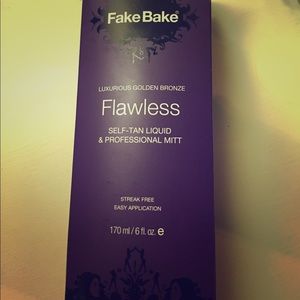 Fake Bake
LUXURIOUS GOLDEN BRONZE
Flawless
SELF-TAN LIQUID
& PROFESSIONAL MITT
STREAK FREE
EASY APPLICATION
170 ml / 6 fl. oz. e